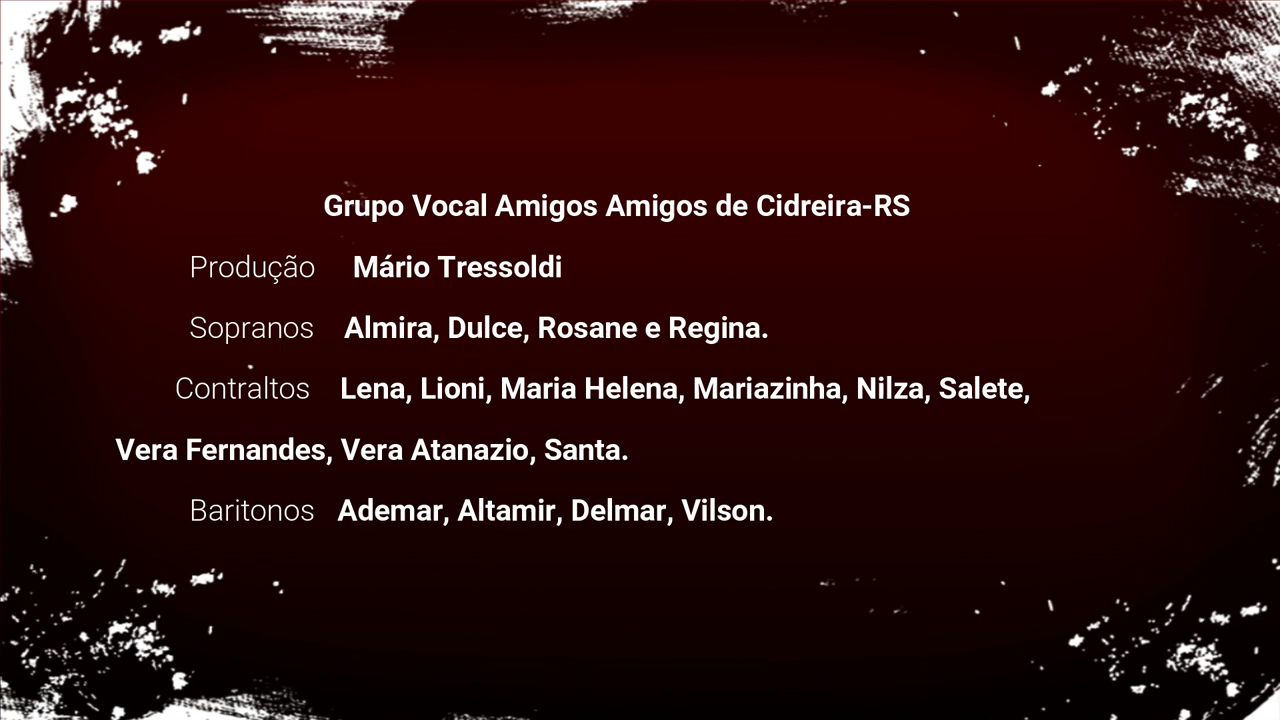 Grupo Vocal Amigos Amigos de Cidreira-RS
Produção Mário Tressoldi
Sopranos Almira, Dulce, Rosane e Regina.
Contraltos Lena, Lioni, Maria Helena, Mariazinha, Nilza, Salete,
Vera Fernandes, Vera Atanazio, Santa.
Baritonos Ademar, Altamir, Delmar, Vilson.